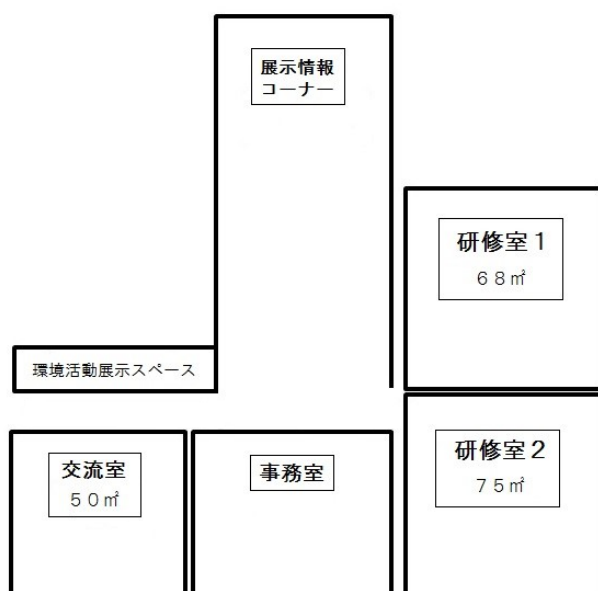 展示情報
コーナー
研修室１
６８㎡
環境活動展示スペース
交流室
５０㎡
事務室
研修室２
７５㎡